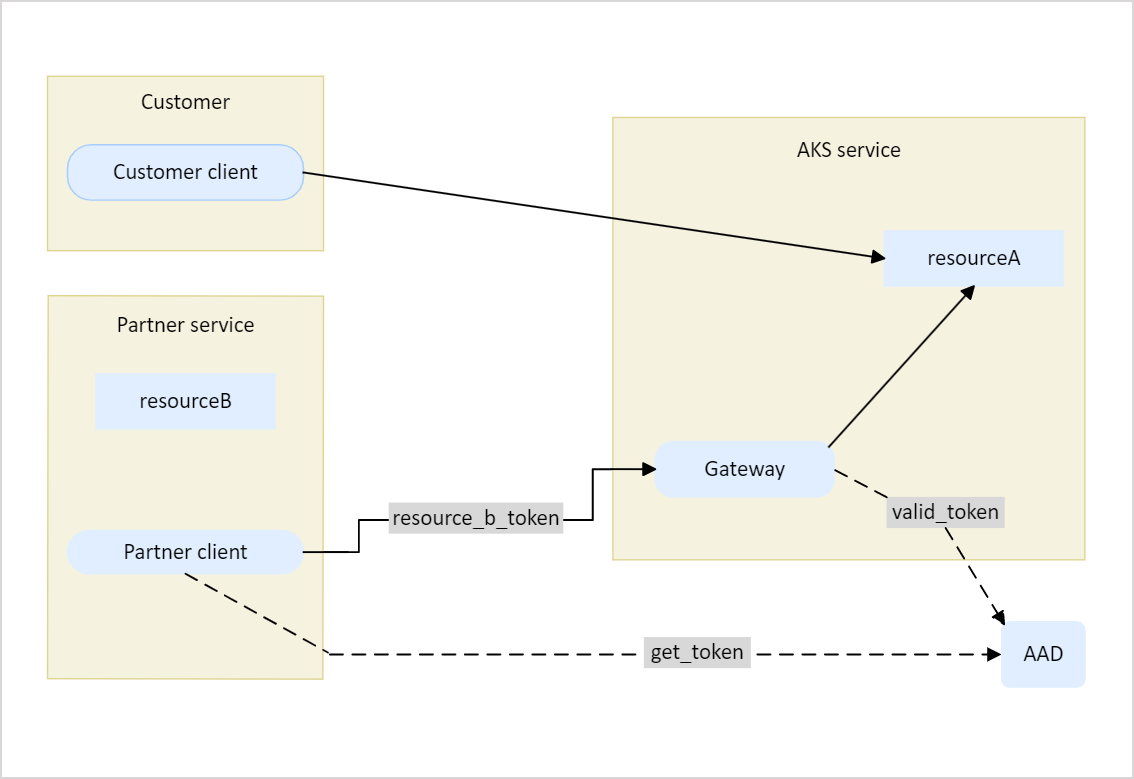 Customer
Customer client
AKS service
resourceA
Partner service
resourceB
Gateway
resource_b_token
valid_token
Partner client
get_token
AAD